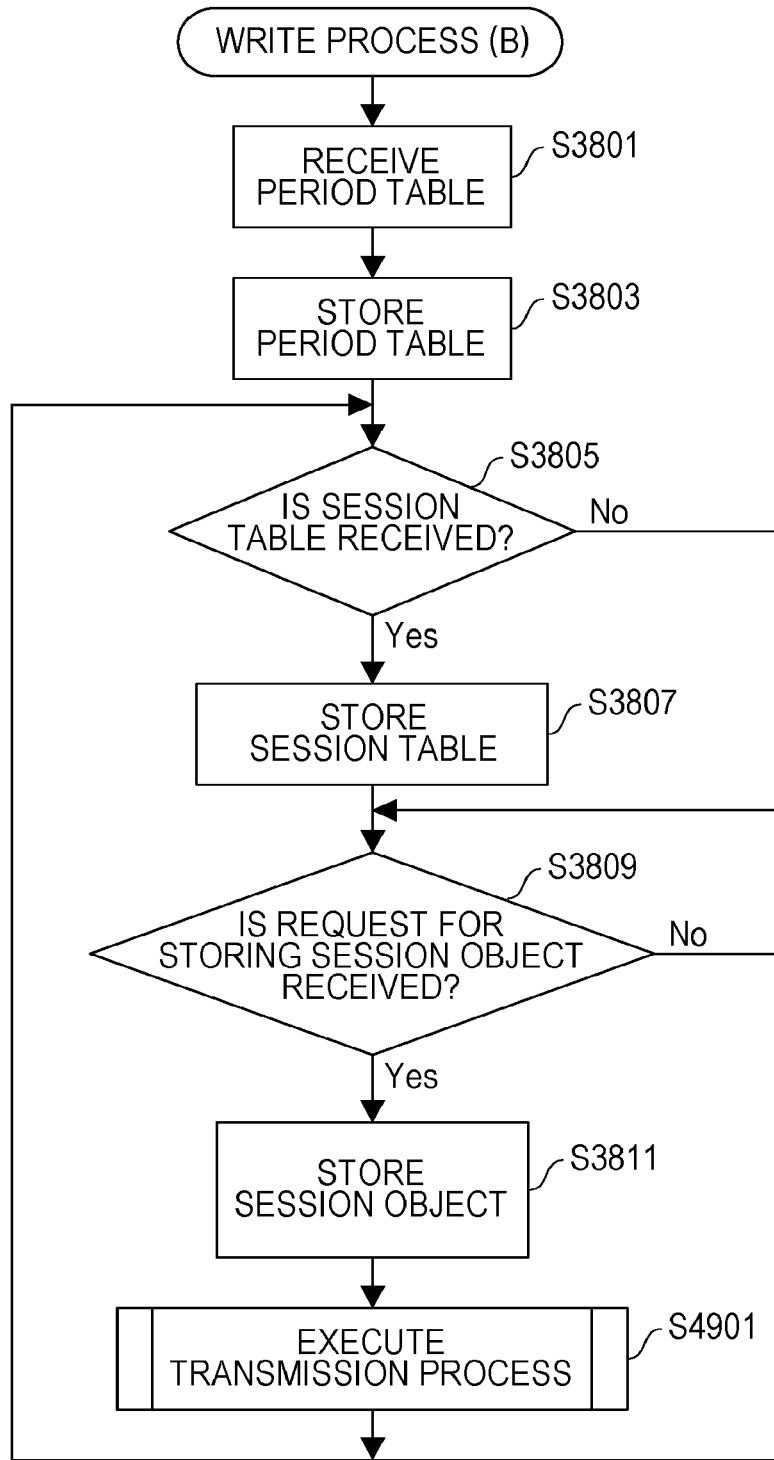 WRITE PROCESS (B)
RECEIVE
PERIOD TABLE
S3801
STORE
PERIOD TABLE
S3803
IS SESSION
TABLE RECEIVED?
S3805
No
Yes
STORE
SESSION TABLE
S3807
IS REQUEST FOR
STORING SESSION OBJECT
RECEIVED?
S3809
No
Yes
STORE
SESSION OBJECT
S3811
EXECUTE
TRANSMISSION PROCESS
S4901